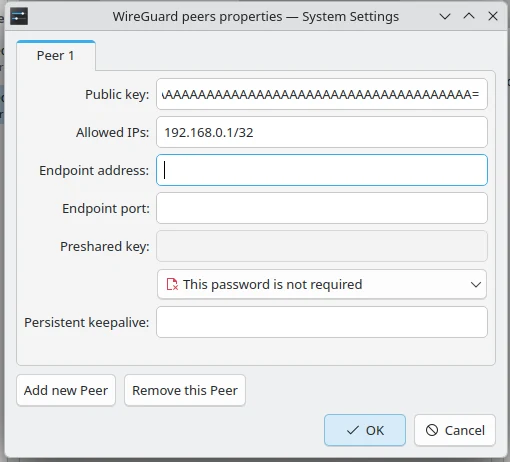 WireGuard peers properties — System Settings
Peer 1
Public key: AAAAAAAAAAAAAAAAAAAAAAAAAAAAAAAAAAAAAA=
Allowed IPs: 192.168.0.1/32
Endpoint address:
Endpoint port:
Preshared key:
This password is not required
Persistent keepalive:
Add new Peer Remove this Peer
OK Cancel